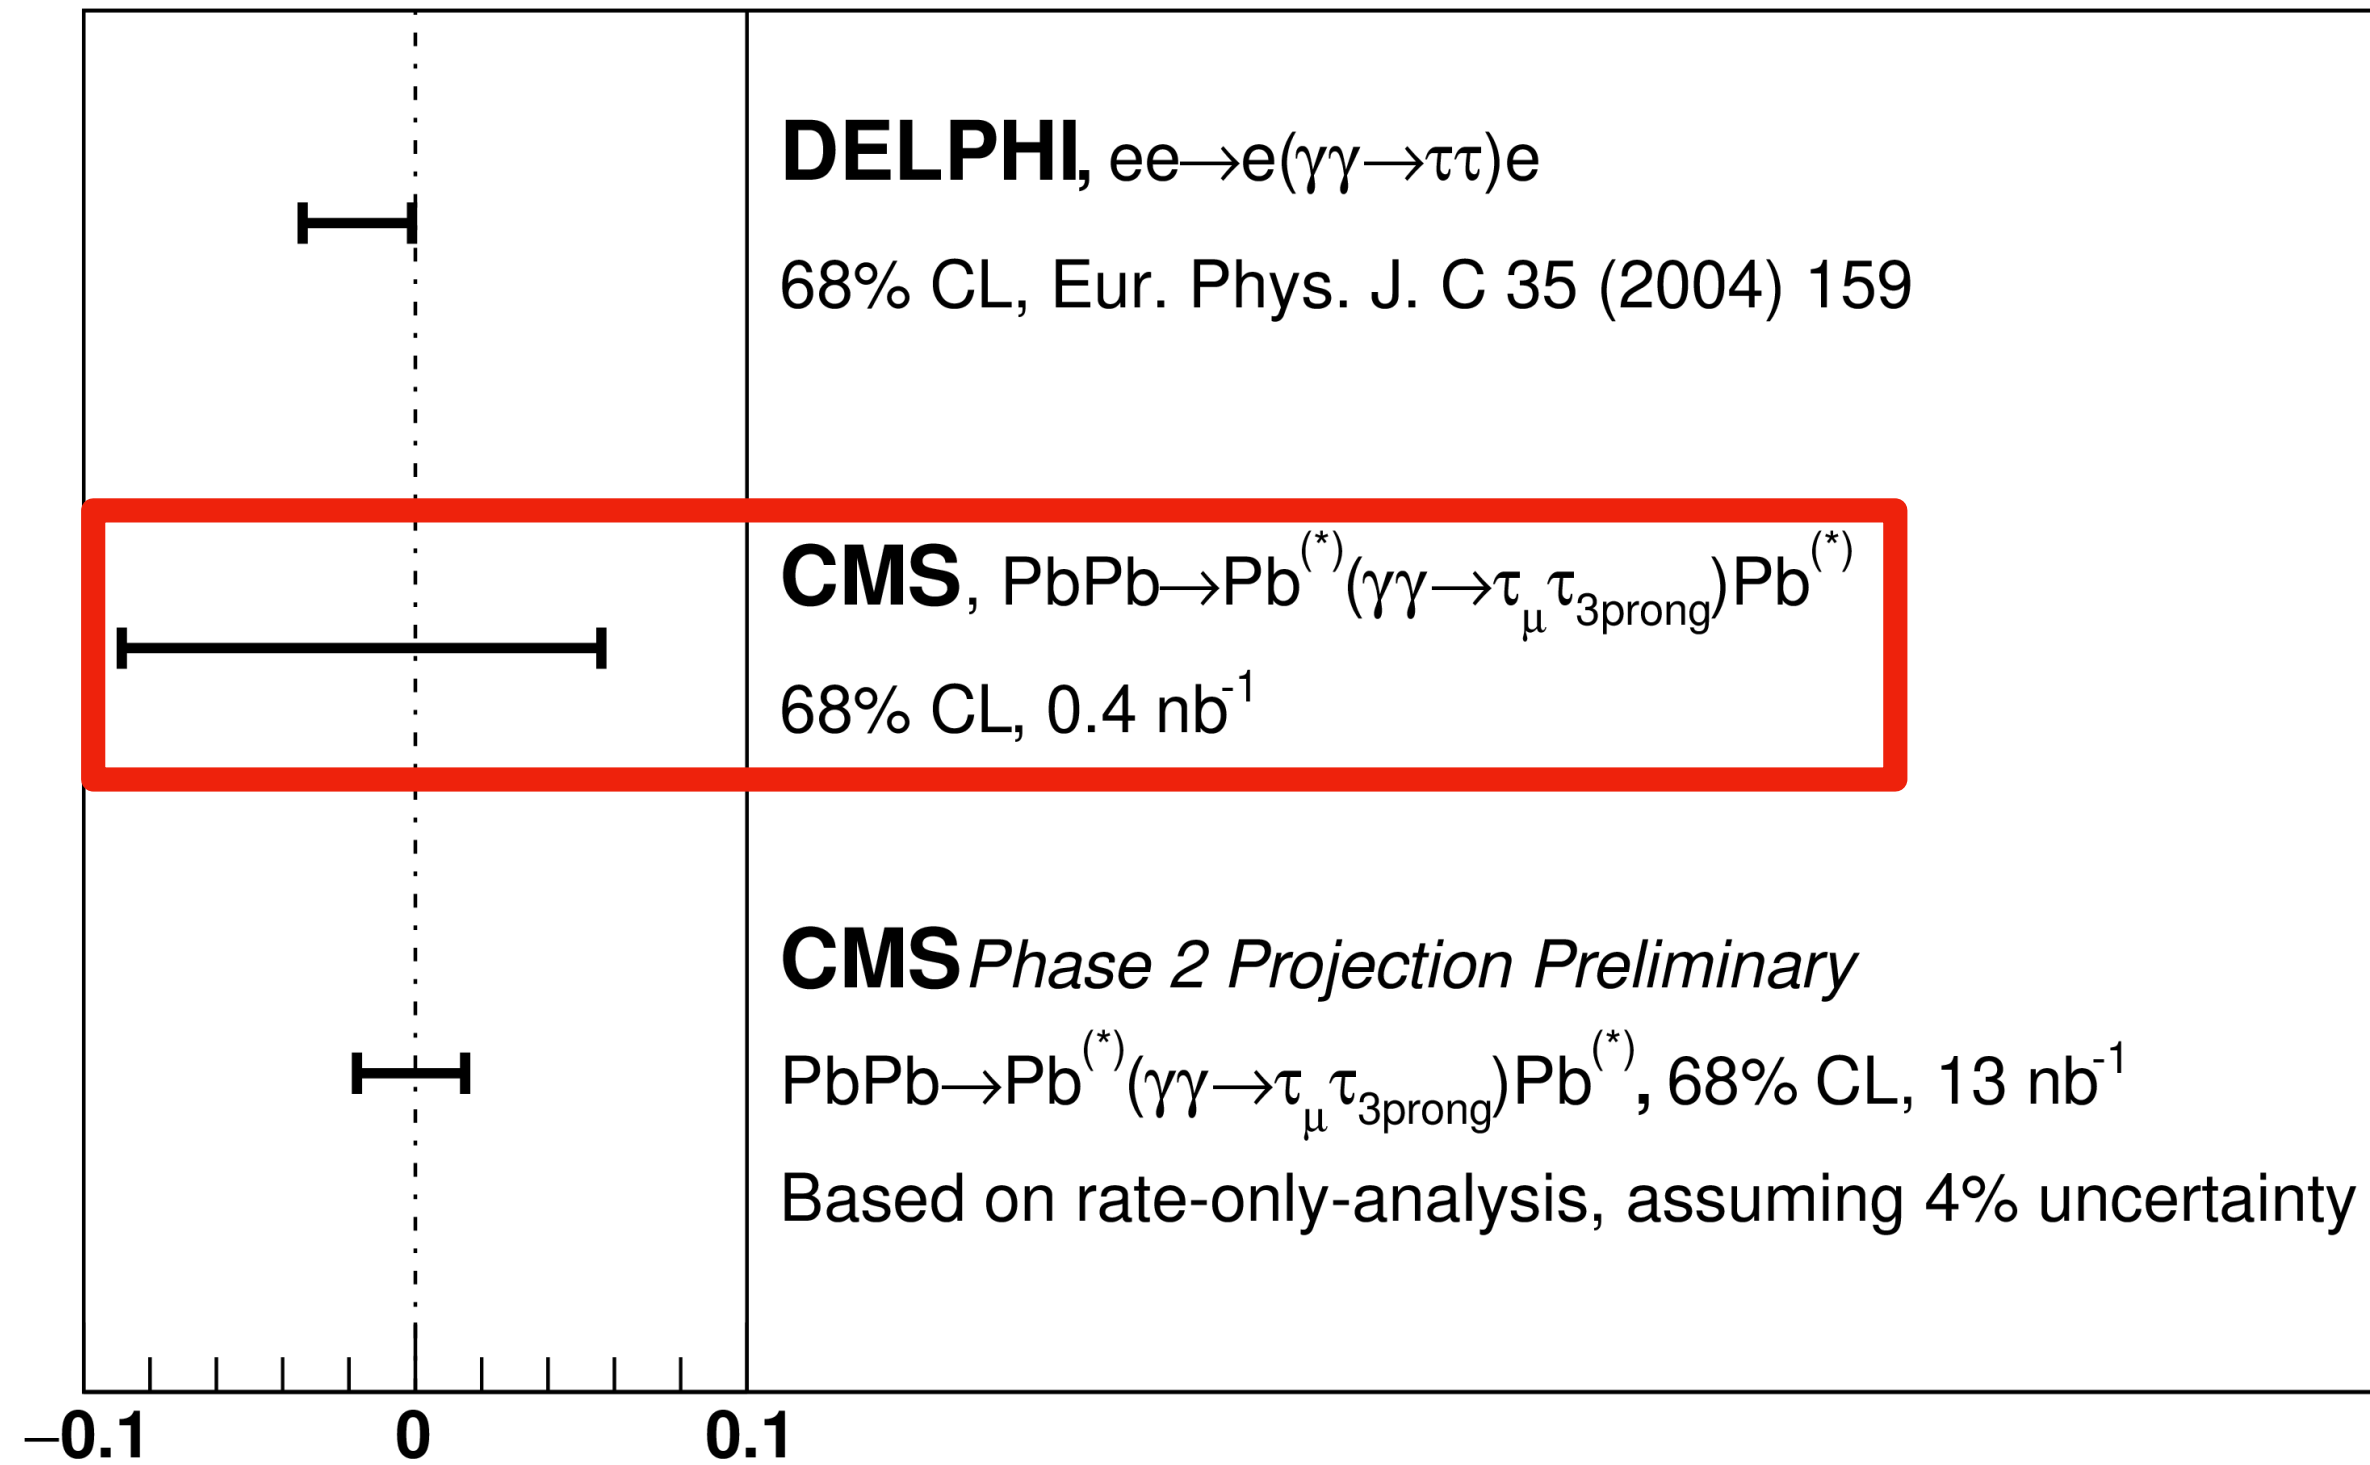 DELPHI, ee→e(γγ→ττ)e
68% CL, Eur. Phys. J. C 35 (2004) 159
CMS, PbPb→Pb(*)(γγ→τμτ3prong)Pb(*)
68% CL, 0.4 nb-1
CMS Phase 2 Projection Preliminary
PbPb→Pb(*)(γγ→τμτ3prong)Pb(*), 68% CL, 13 nb-1
Based on rate-only-analysis, assuming 4% uncertainty
−0.1 0 0.1